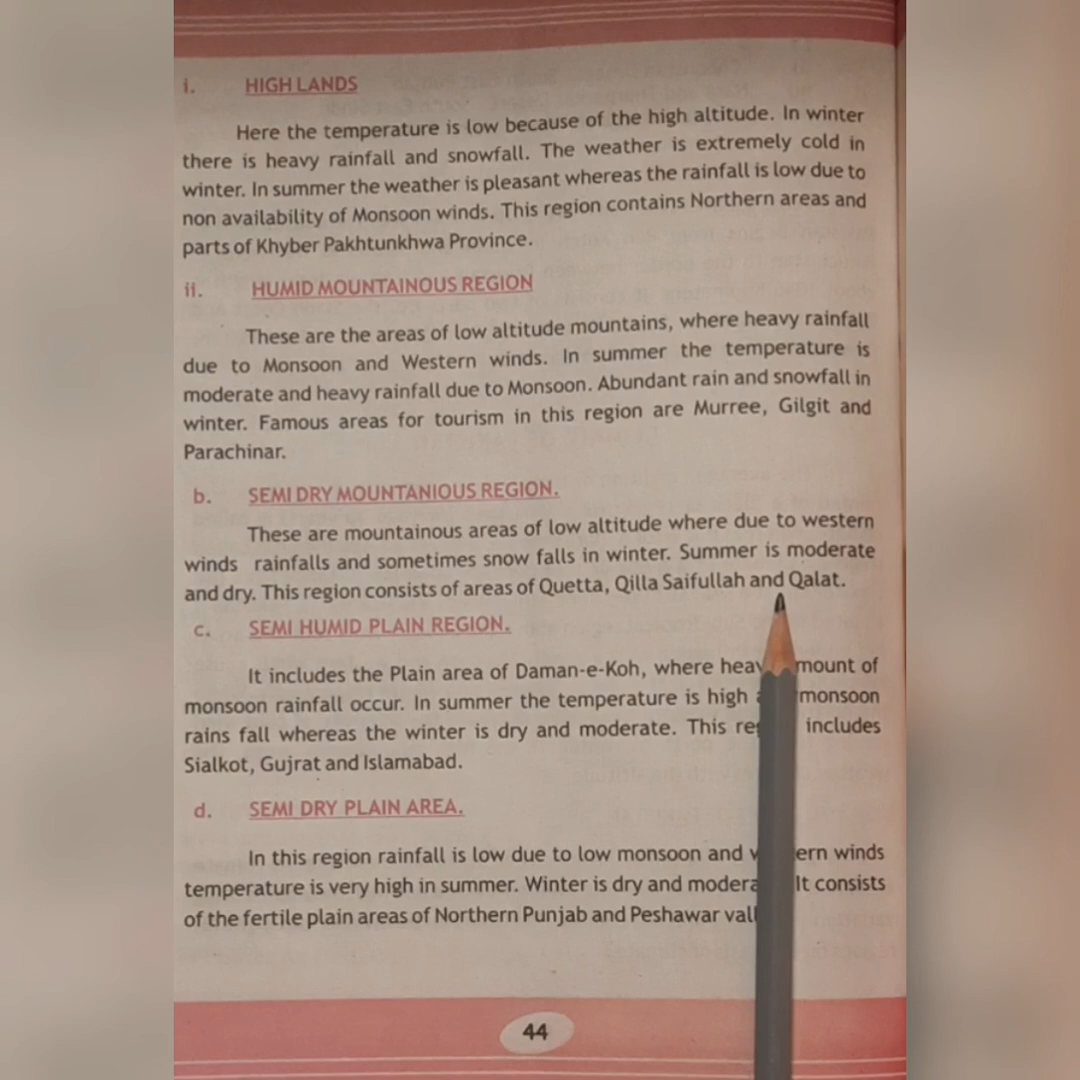 i. HIGH LANDS
Here the temperature is low because of the high altitude. In winter
there is heavy rainfall and snowfall. The weather is extremely cold in
winter. In summer the weather is pleasant whereas the rainfall is low due to
non availability of Monsoon winds. This region contains Northern areas and
parts of Khyber Pakhtunkhwa Province.
ii. HUMID MOUNTAINOUS REGION
These are the areas of low altitude mountains, where heavy rainfall
due to Monsoon and Western winds. In summer the temperature is
moderate and heavy rainfall due to Monsoon. Abundant rain and snowfall in
winter. Famous areas for tourism in this region are Murree, Gilgit and
Parachinar.
b. SEMI DRY MOUNTANIOUS REGION.
These are mountainous areas of low altitude where due to western
winds rainfalls and sometimes snow falls in winter. Summer is moderate
and dry. This region consists of areas of Quetta, Qilla Saifullah and Qalat.
c. SEMI HUMID PLAIN REGION.
It includes the Plain area of Daman-e-Koh, where of
monsoon rainfall occur. In summer the temperature is high monsoon
rains fall whereas the winter is dry and moderate. This includes
Sialkot, Gujrat and Islamabad.
d. SEMI DRY PLAIN AREA.
In this region rainfall is low due to low monsoon and winds
temperature is very high in summer. Winter is dry and It consists
of the fertile plain areas of Northern Punjab and Peshawar
44